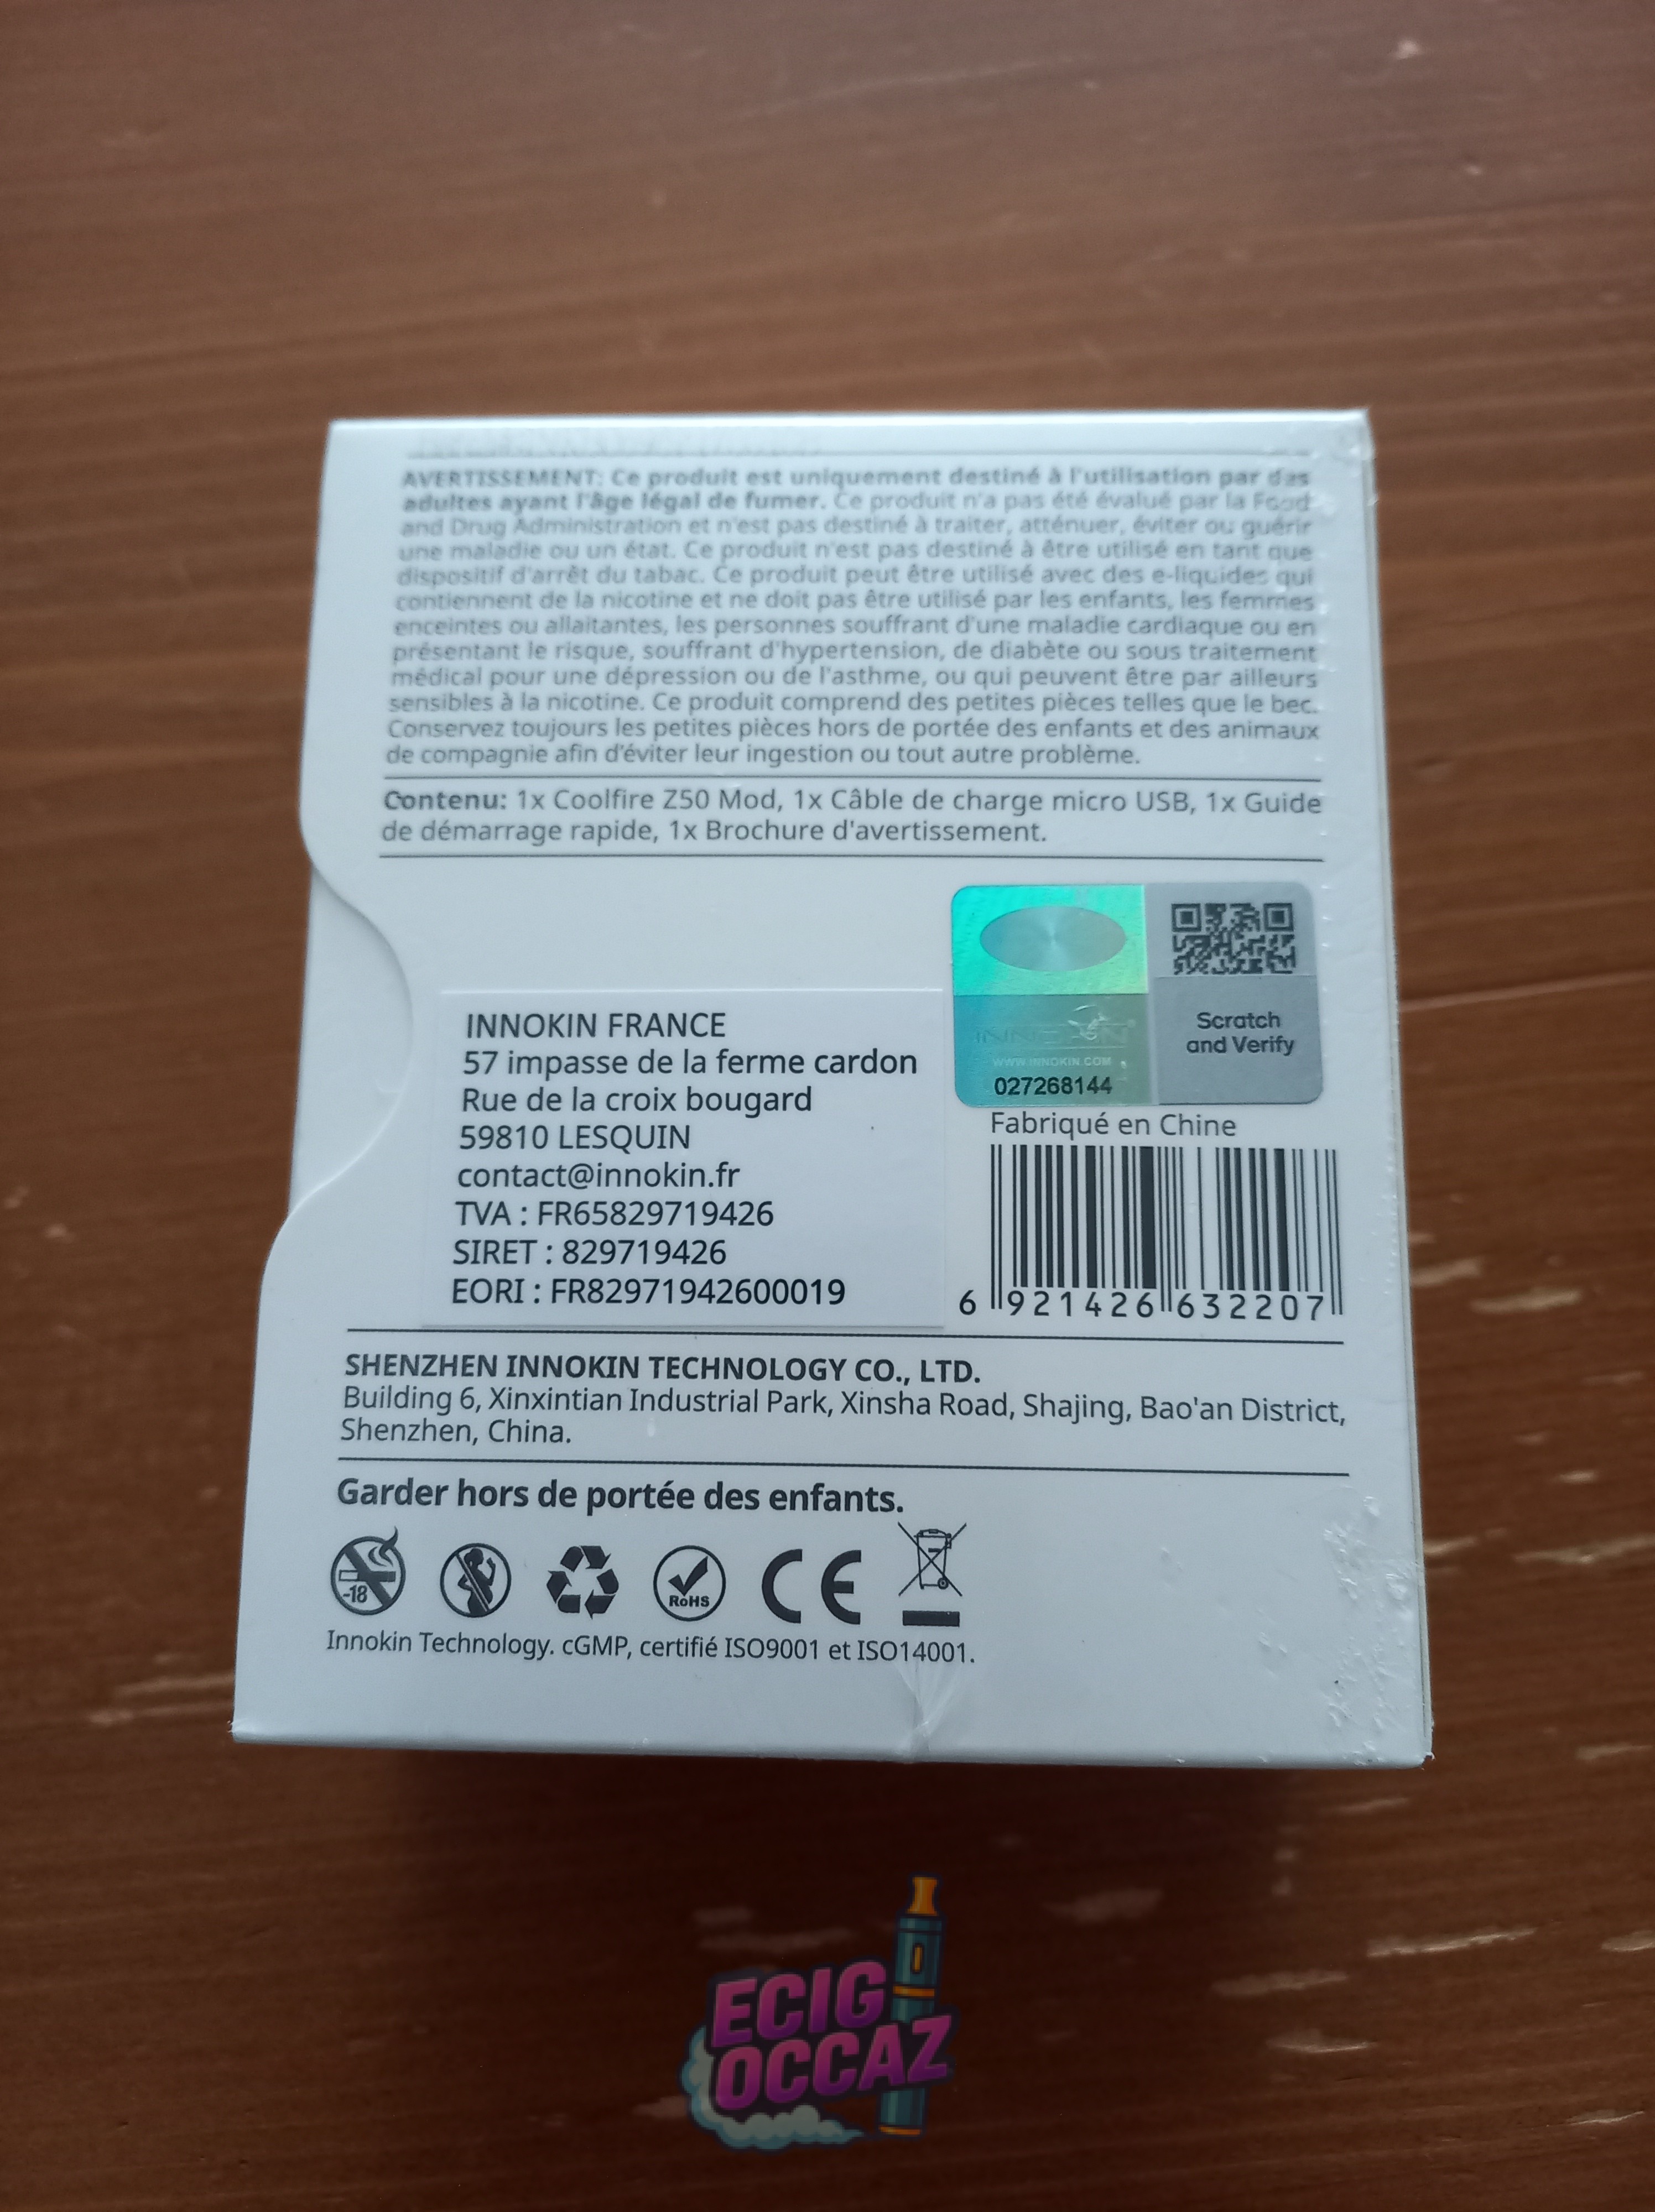 AVERTISSEMENT: Ce produit est uniquement destiné à l'utilisation par des
adultes ayant l'âge légal de fumer. Ce produit n'a pas été évalué par la Food
and Drug Administration et n'est pas destiné à traiter, atténuer, éviter ou guérir
une maladie ou un état. Ce produit n'est pas destiné à être utilisé en tant que
dispositif d'arrêt du tabac. Ce produit peut être utilisé avec des e-liquides qui
contiennent de la nicotine et ne doit pas être utilisé par les enfants, les femmes
enceintes ou allaitantes, les personnes souffrant d'une maladie cardiaque ou en
présentant le risque, souffrant d'hypertension, de diabète ou sous traitement
médical pour une dépression ou de l'asthme, ou qui peuvent être par ailleurs
sensibles à la nicotine. Ce produit comprend des petites pièces telles que le bec.
Conservez toujours les petites pièces hors de portée des enfants et des animaux
de compagnie afin d'éviter leur ingestion ou tout autre problème.
Contenu: 1x Coolfire Z50 Mod, 1x Câble de charge micro USB, 1x Guide
de démarrage rapide, 1x Brochure d'avertissement.
INNOKIN FRANCE
57 impasse de la ferme cardon
Rue de la croix bougard
59810 LESQUIN
contact@innokin.fr
TVA : FR65829719426
SIRET : 829719426
EORI : FR82971942600019
INNOKIN®
WWW.INNOKIN.COM
027268144
Scratch
and Verify
Fabriqué en Chine
6 921426 632207
SHENZHEN INNOKIN TECHNOLOGY CO., LTD.
Building 6, Xinxintian Industrial Park, Xinsha Road, Shajing, Bao'an District,
Shenzhen, China.
Garder hors de portée des enfants.
-18
RoHS
CE
Innokin Technology. cGMP, certifié ISO9001 et ISO14001.
ECIG
OCCAZ